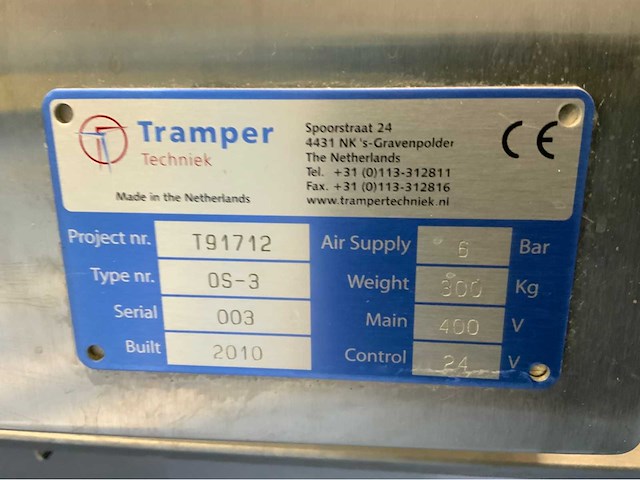 Tramper
Techniek
Made in the Netherlands
Spoorstraat 24
4431 NK 's-Gravenpolder
The Netherlands
Tel. +31 (0)113-312811
Fax. +31 (0)113-312816
www.trampertechniek.nl
CE
Project nr. T91712
Type nr. OS-3
Serial 003
Built 2010
Air Supply 6 Bar
Weight 300 Kg
Main 400 V
Control 24 V